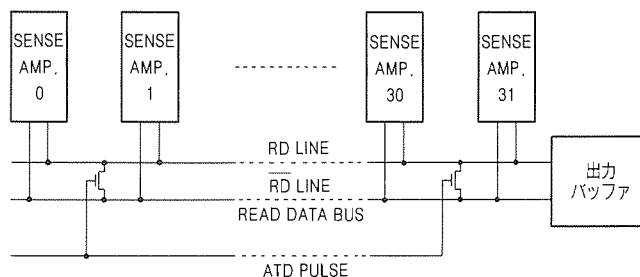 SENSE
AMP.
0
SENSE
AMP.
1
SENSE
AMP.
30
SENSE
AMP.
31
RD LINE
R̅D̅ LINE
READ DATA BUS
ATD PULSE
出力
バッファ